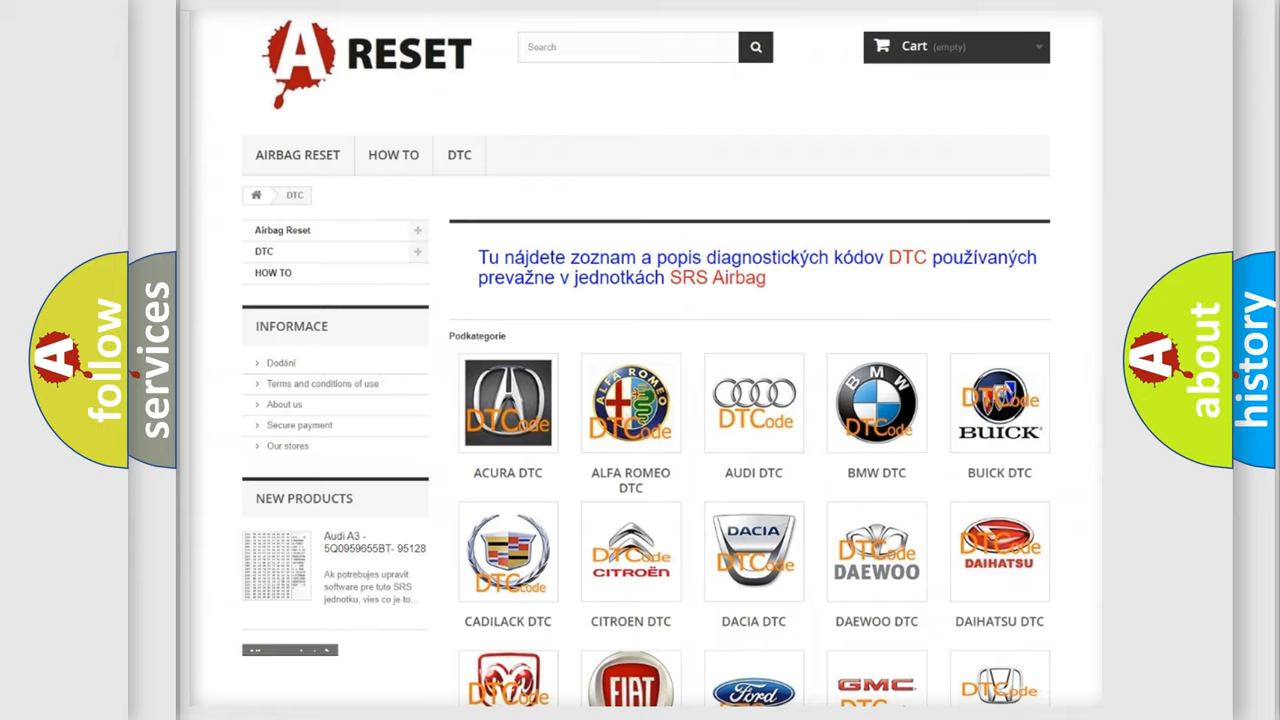 A RESET
Search
Cart (empty)
AIRBAG RESET
HOW TO
DTC
DTC
Airbag Reset
DTC
HOW TO
Tu nájdete zoznam a popis diagnostických kódov DTC používaných
prevažne v jednotkách SRS Airbag
INFORMACE
Dodání
Terms and conditions of use
About us
Secure payment
Our stores
Podkategorie
DTCode
ALFA ROMEO
DTCode
DTCode
BMW
DTCode
DTCode
BUICK
ACURA DTC
ALFA ROMEO
DTC
AUDI DTC
BMW DTC
BUICK DTC
NEW PRODUCTS
Audi A3 -
5Q0959655BT- 95128
Ak potrebujes upravit
software pre tuto SRS
jednotku, vies co je to...
DTCode
DTCode
CITROËN
DACIA
DTCode
DTCode
DAEWOO
DTCode
DAIHATSU
CADILACK DTC
CITROEN DTC
DACIA DTC
DAEWOO DTC
DAIHATSU DTC
DTCode
FIAT
Ford
GMC
DTCode
A follow
services
A about
history